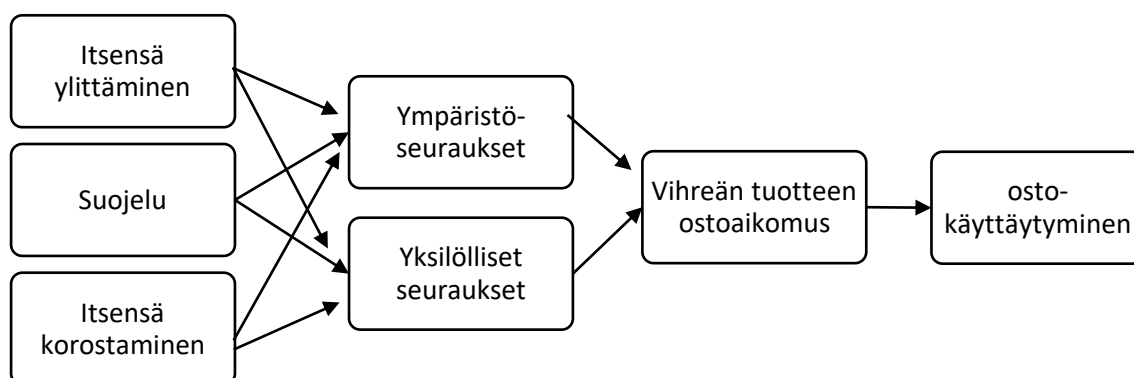 Itsensä
ylittäminen
Suojelu
Itsensä
korostaminen
Ympäristö-
seuraukset
Yksilölliset
seuraukset
Vihreän tuotteen
ostoaikomus
osto-
käyttäytyminen